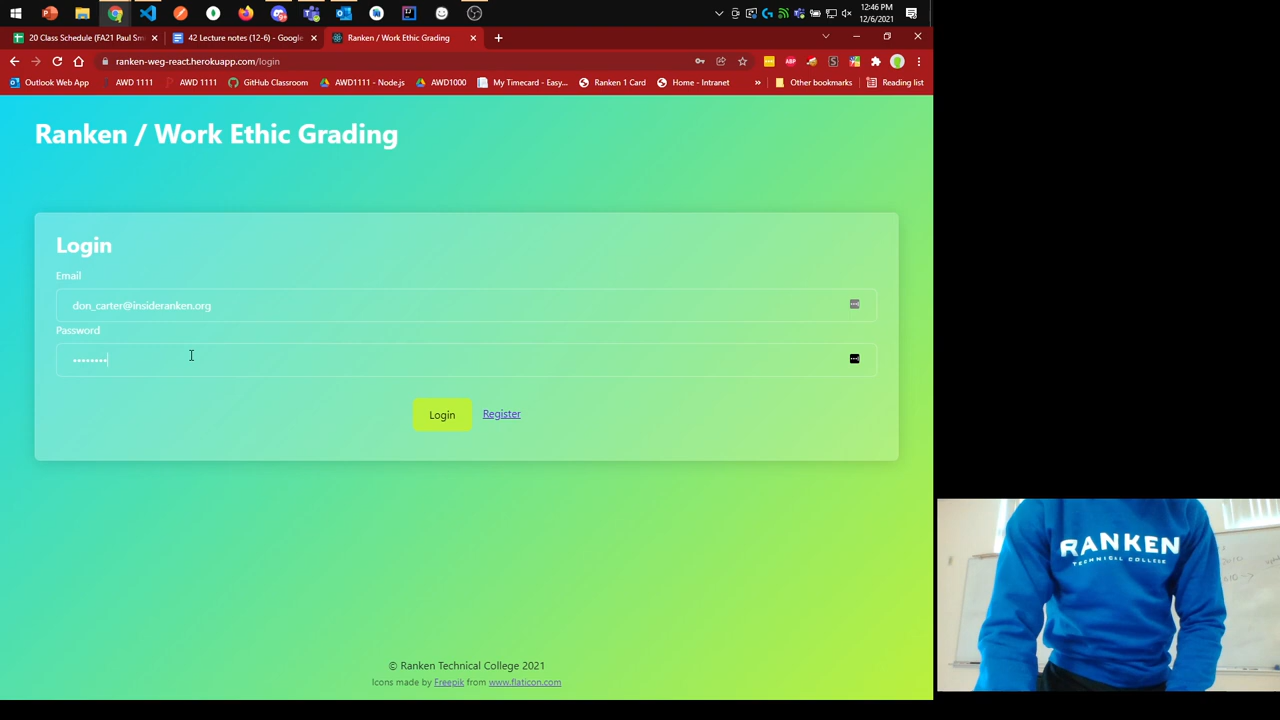 12:46 PM
12/6/2021
20 Class Schedule (FA21 Paul Sm
42 Lecture notes (12-6) - Google
Ranken / Work Ethic Grading
ranken-weg-react.herokuapp.com/login
Outlook Web App
AWD 1111
AWD 1111
GitHub Classroom
AWD1111 - Node.js
AWD1000
My Timecard - Easy...
Ranken 1 Card
Home - Intranet
»
Other bookmarks
Reading list
Ranken / Work Ethic Grading
Login
Email
don_carter@insideranken.org
Password
••••••••
Login
Register
© Ranken Technical College 2021
Icons made by Freepik from www.flaticon.com
RANKEN
TECHNICAL COLLEGE